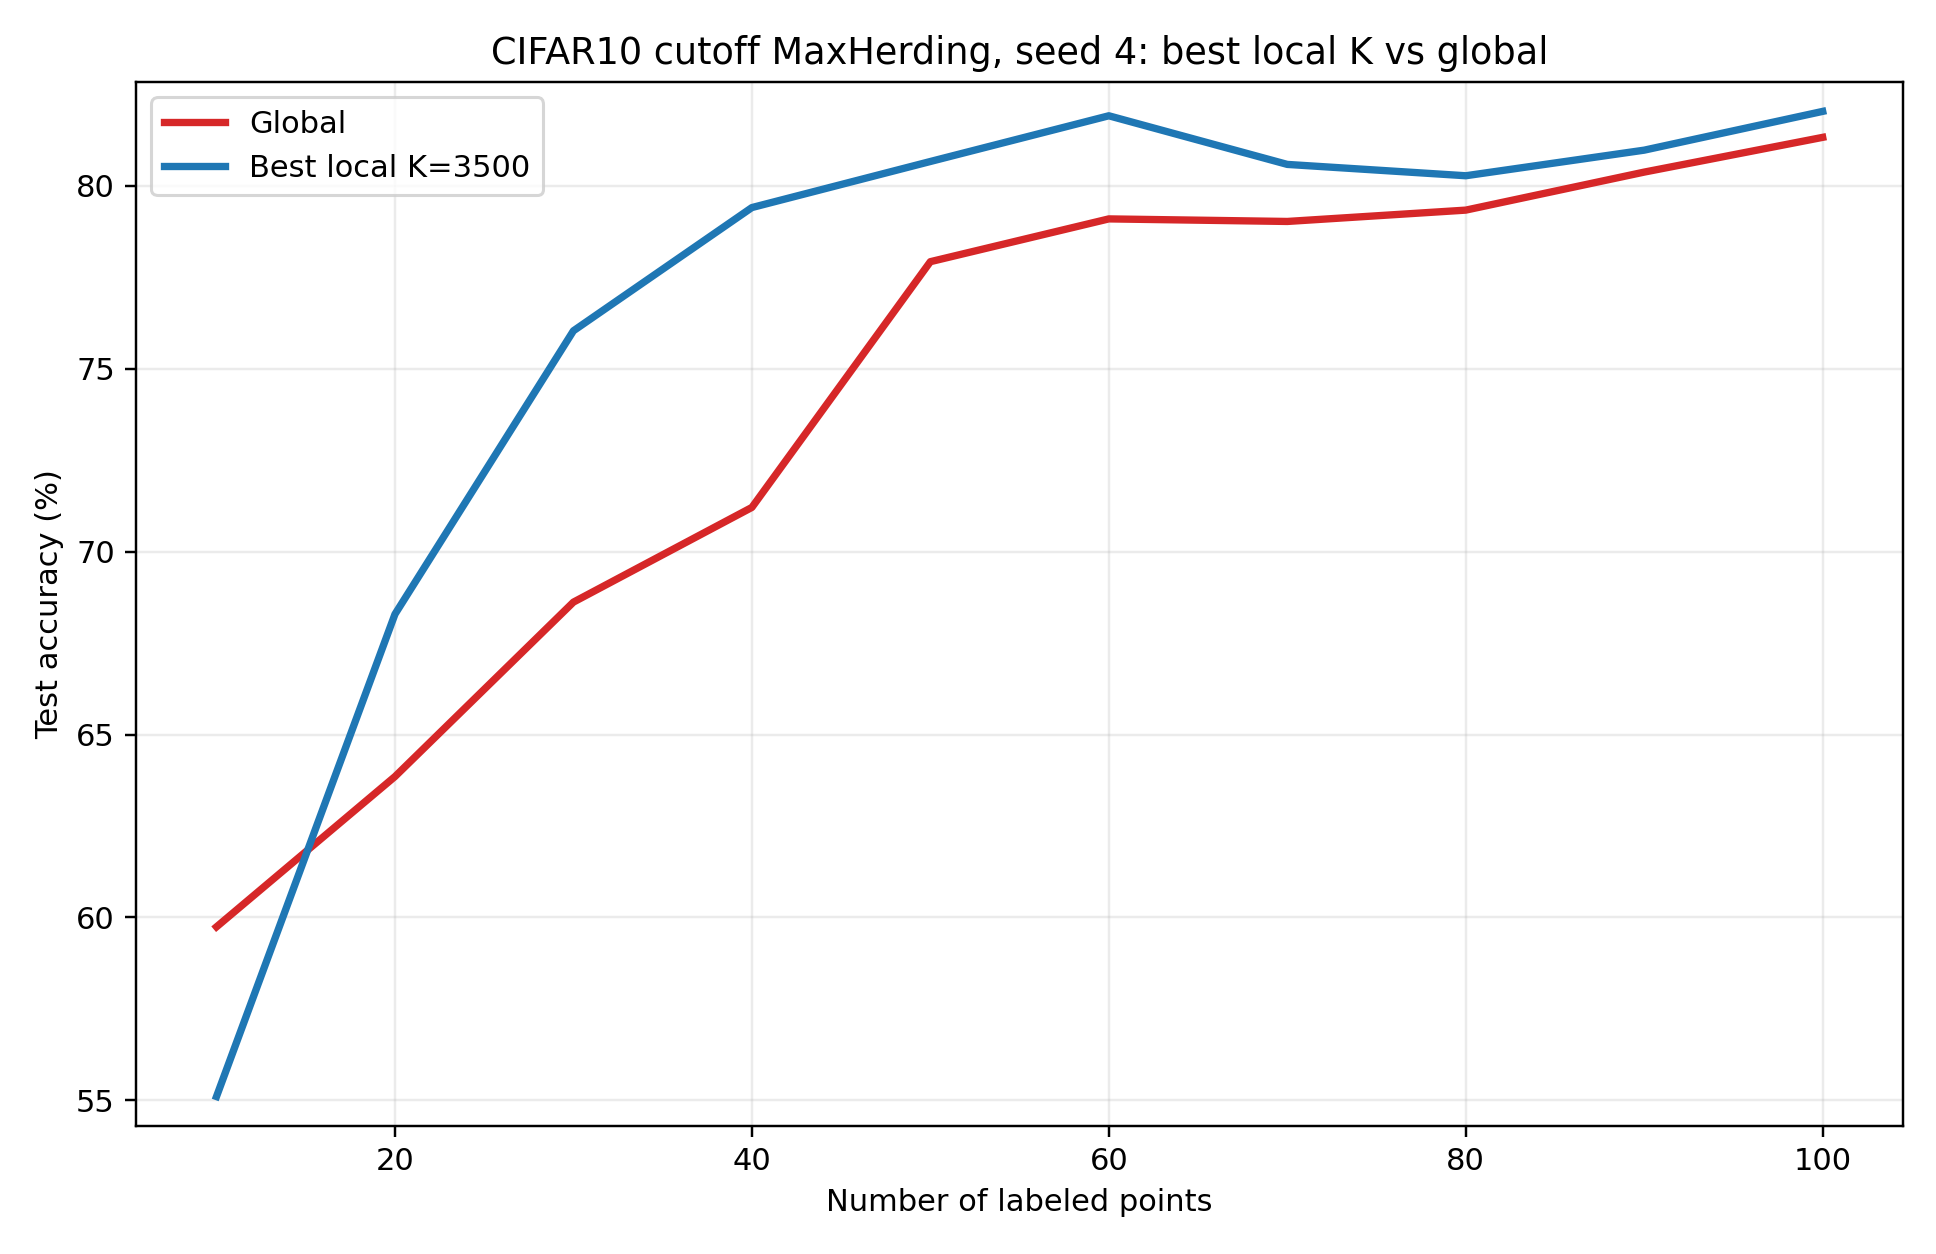 CIFAR10 cutoff MaxHerding, seed 4: best local K vs global
Global
Best local K=3500
80
75
70
65
60
55
Test accuracy (%)
20 40 60 80 100
Number of labeled points